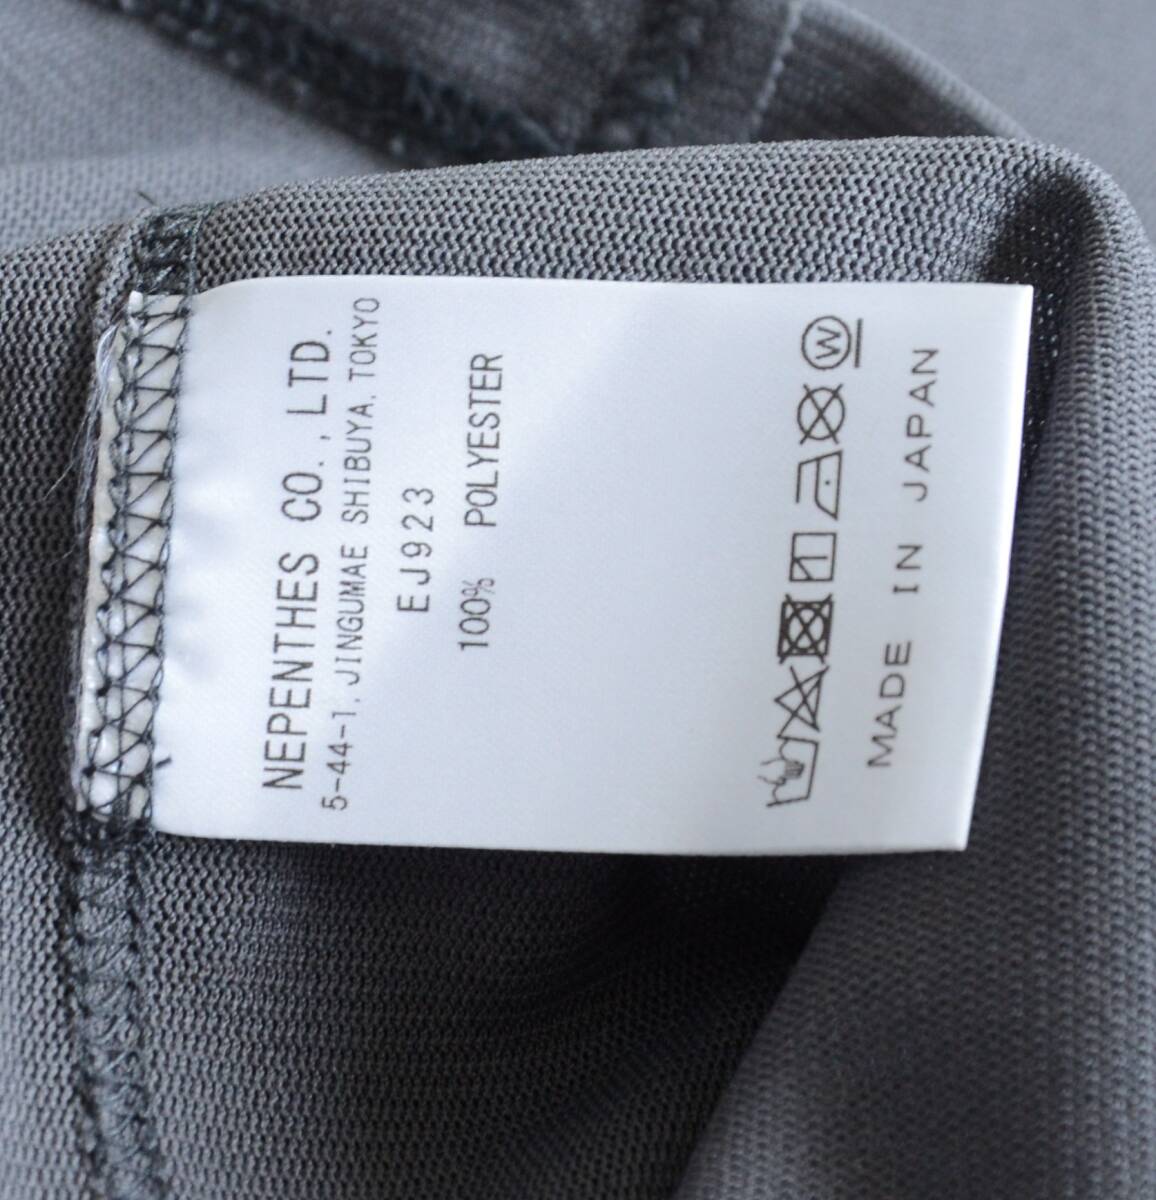 NEPENTHES CO., LTD.
5-44-1, JINGUMAE SHIBUYA, TOKYO
EJ923
100% POLYESTER
W
MADE IN JAPAN